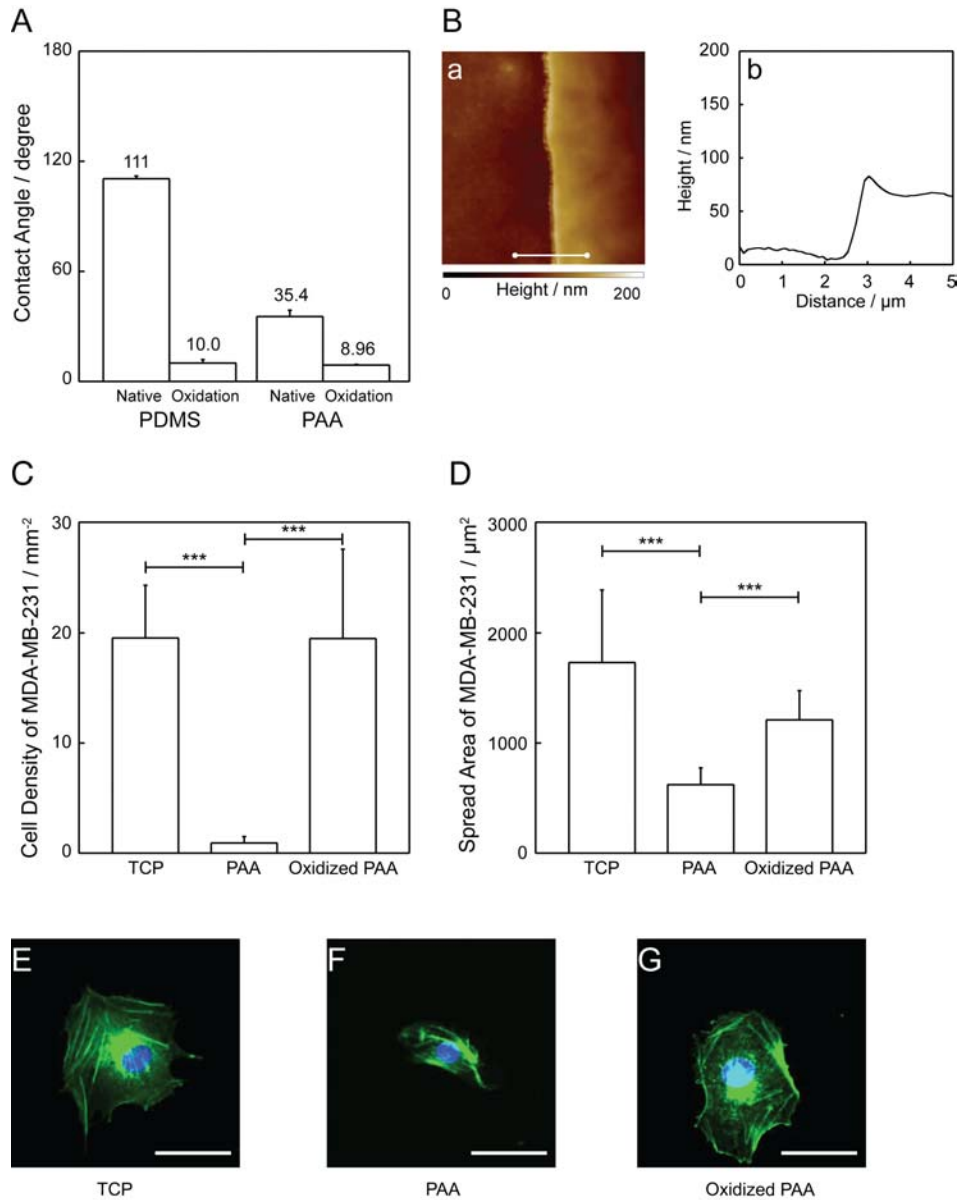 A
Contact Angle / degree
180
120
60
0
111
10.0
35.4
8.96
Native Oxidation Native Oxidation
PDMS PAA
B
a
0 Height / nm 200
b
Height / nm
200
150
100
50
0
0 1 2 3 4 5
Distance / µm
C
Cell Density of MDA-MB-231 / mm⁻²
30
20
10
0
***
***
TCP PAA Oxidized PAA
D
Spread Area of MDA-MB-231 / µm²
3000
2000
1000
0
***
***
TCP PAA Oxidized PAA
E
TCP
F
PAA
G
Oxidized PAA